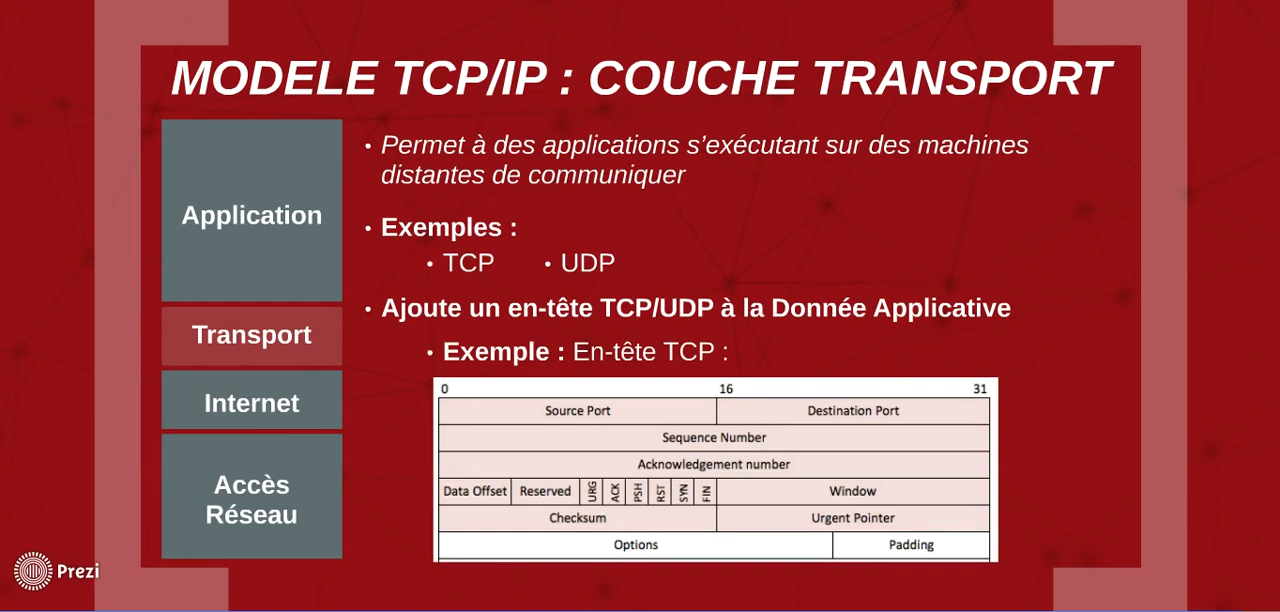 MODELE TCP/IP : COUCHE TRANSPORT
Application
Transport
Internet
Accès
Réseau
• Permet à des applications s’exécutant sur des machines
distantes de communiquer
• Exemples :
• TCP • UDP
• Ajoute un en-tête TCP/UDP à la Donnée Applicative
• Exemple : En-tête TCP :
0 16 31
Source Port Destination Port
Sequence Number
Acknowledgement number
Data Offset Reserved URG ACK PSH RST SYN FIN Window
Checksum Urgent Pointer
Options Padding
Prezi